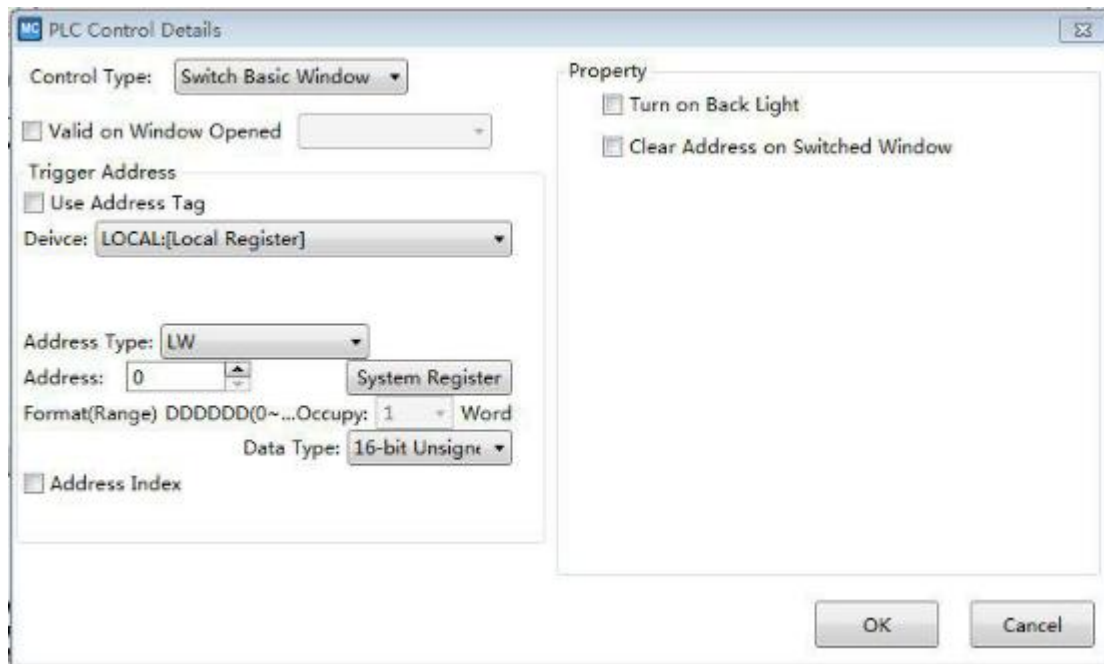 MC PLC Control Details
Control Type: Switch Basic Window
Valid on Window Opened
Trigger Address
Use Address Tag
Deivce: LOCAL:[Local Register]
Address Type: LW
Address: 0 System Register
Format(Range) DDDDDD(0~...Occupy: 1 Word
Data Type: 16-bit Unsigne
Address Index
Property
Turn on Back Light
Clear Address on Switched Window
OK Cancel